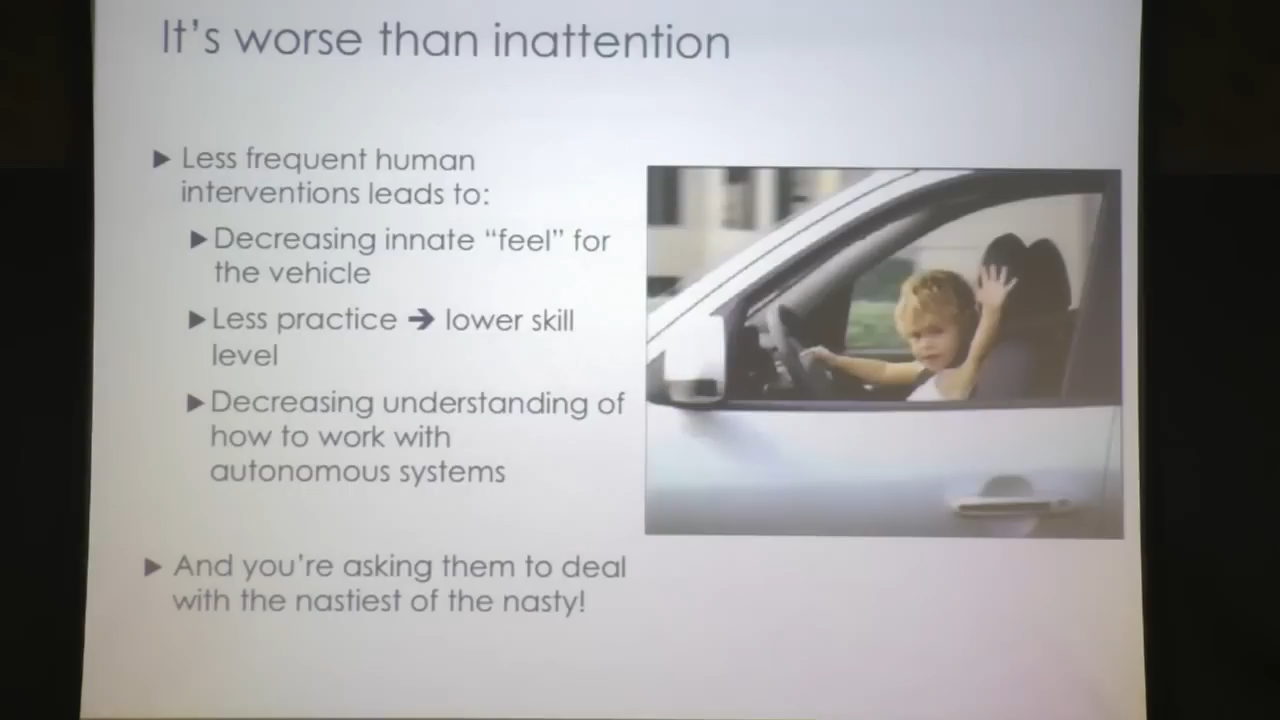 It's worse than inattention
► Less frequent human
interventions leads to:
► Decreasing innate “feel” for
the vehicle
► Less practice ➔ lower skill
level
► Decreasing understanding of
how to work with
autonomous systems
► And you're asking them to deal
with the nastiest of the nasty!